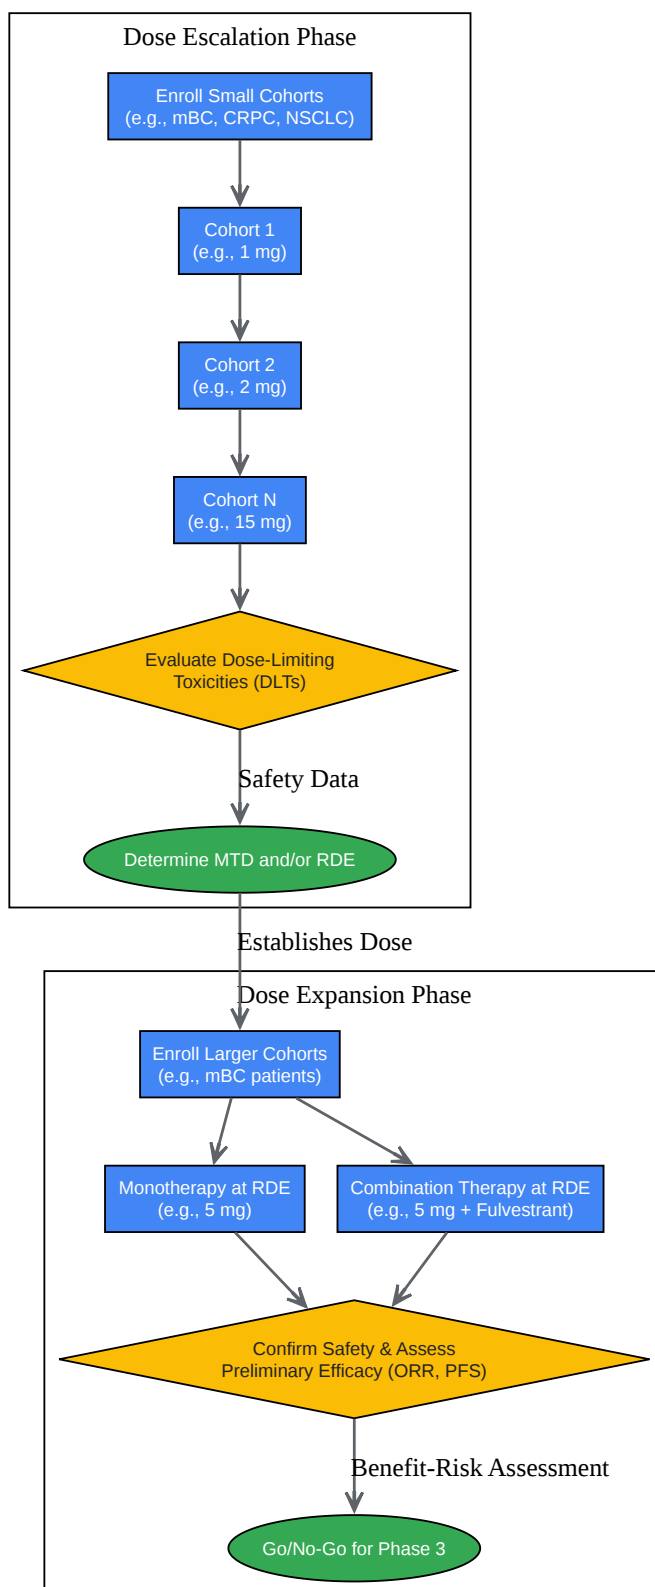 Dose Escalation Phase
Enroll Small Cohorts
(e.g., mBC, CRPC, NSCLC)
Cohort 1
(e.g., 1 mg)
Cohort 2
(e.g., 2 mg)
Cohort N
(e.g., 15 mg)
Evaluate Dose-Limiting
Toxicities (DLTs)
Safety Data
Determine MTD and/or RDE
Establishes Dose
Dose Expansion Phase
Enroll Larger Cohorts
(e.g., mBC patients)
Monotherapy at RDE
(e.g., 5 mg)
Combination Therapy at RDE
(e.g., 5 mg + Fulvestrant)
Confirm Safety & Assess
Preliminary Efficacy (ORR, PFS)
Benefit-Risk Assessment
Go/No-Go for Phase 3